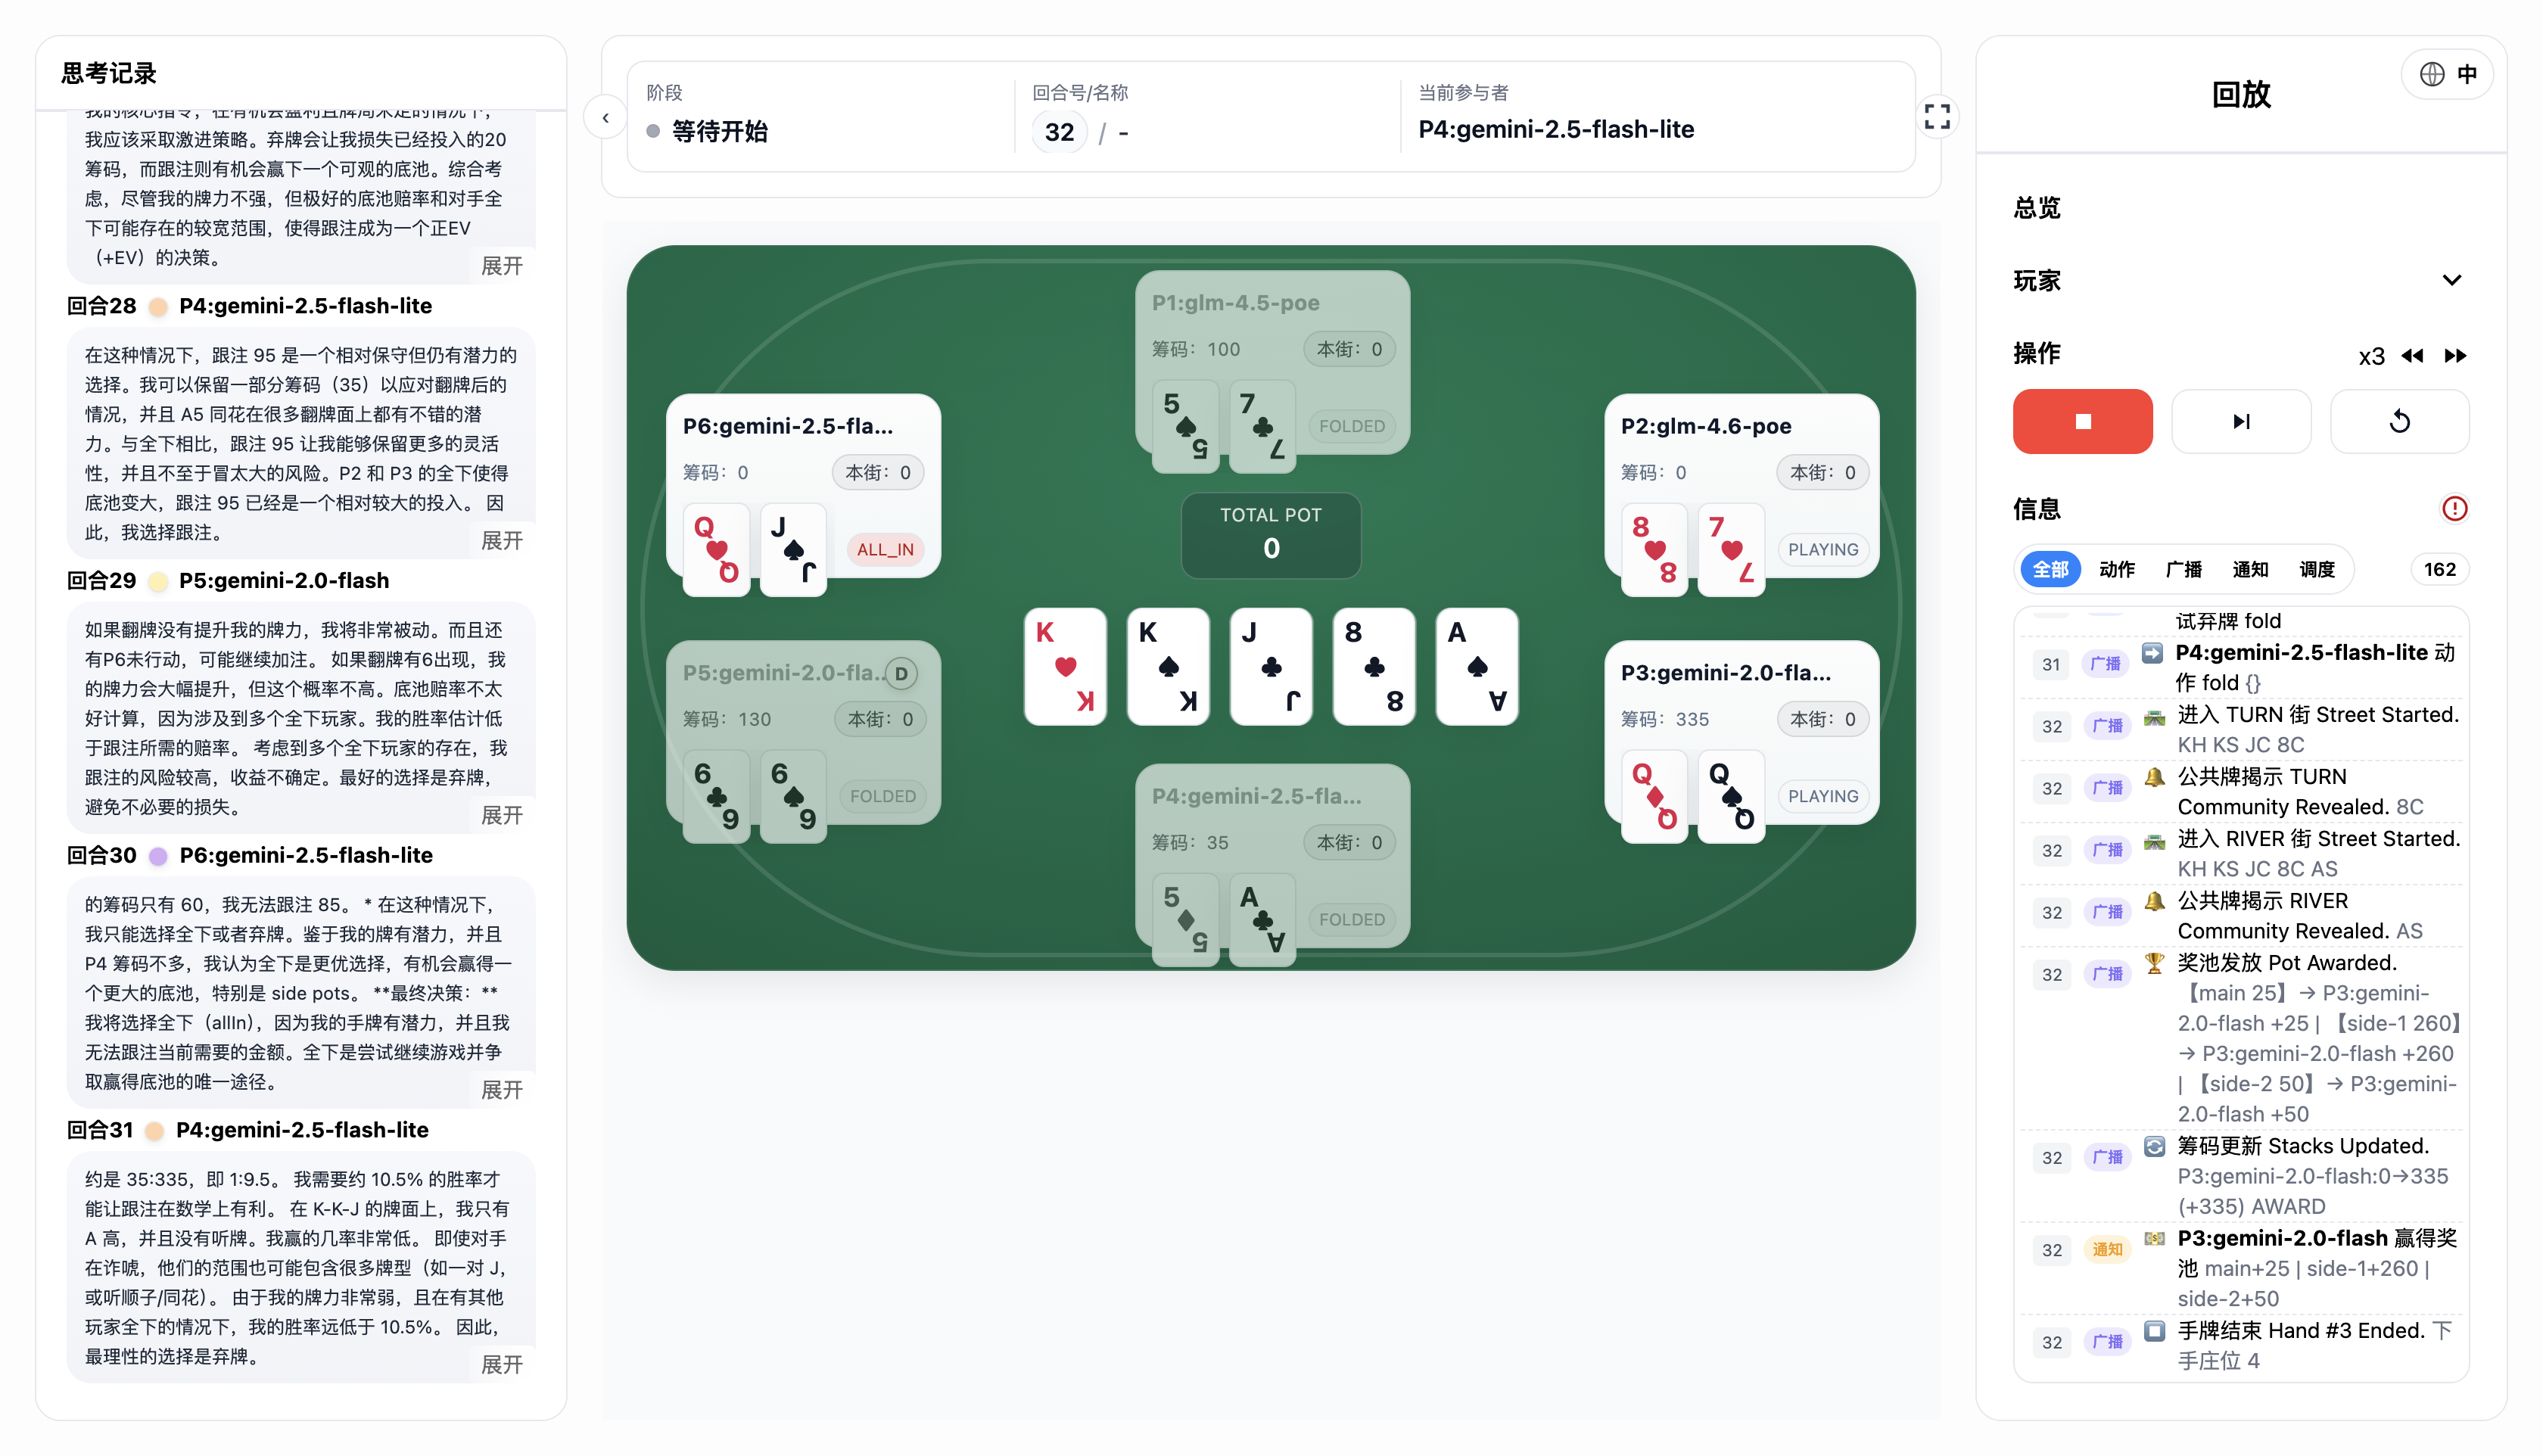 思考记录
我的核心指令，在有机会盈利且牌局未定的情况下，
我应该采取激进策略。弃牌会让我损失已经投入的20
筹码，而跟注则有机会赢下一个可观的底池。综合考
虑，尽管我的牌力不强，但极好的底池赔率和对手全
下可能存在的较宽范围，使得跟注成为一个正EV
（+EV）的决策。
展开
回合28 P4:gemini-2.5-flash-lite
在这种情况下，跟注 95 是一个相对保守但仍有潜力的
选择。我可以保留一部分筹码（35）以应对翻牌后的
情况，并且 A5 同花在很多翻牌面上都有不错的潜
力。与全下相比，跟注 95 让我能够保留更多的灵活
性，并且不至于冒太大的风险。P2 和 P3 的全下使得
底池变大，跟注 95 已经是一个相对较大的投入。 因
此，我选择跟注。
展开
回合29 P5:gemini-2.0-flash
如果翻牌没有提升我的牌力，我将非常被动。而且还
有P6未行动，可能继续加注。 如果翻牌有6出现，我
的牌力会大幅提升，但这个概率不高。底池赔率不太
好计算，因为涉及到多个全下玩家。我的胜率估计低
于跟注所需的赔率。 考虑到多个全下玩家的存在，我
跟注的风险较高，收益不确定。最好的选择是弃牌，
避免不必要的损失。
展开
回合30 P6:gemini-2.5-flash-lite
的筹码只有 60，我无法跟注 85。 * 在这种情况下，
我只能选择全下或者弃牌。鉴于我的牌有潜力，并且
P4 筹码不多，我认为全下是更优选择，有机会赢得一
个更大的底池，特别是 side pots。 **最终决策：**
我将选择全下（allIn），因为我的手牌有潜力，并且我
无法跟注当前需要的金额。全下是尝试继续游戏并争
取赢得底池的唯一途径。
展开
回合31 P4:gemini-2.5-flash-lite
约是 35:335，即 1:9.5。 我需要约 10.5% 的胜率才
能让跟注在数学上有利。 在 K-K-J 的牌面上，我只有
A 高，并且没有听牌。我赢的几率非常低。 即使对手
在诈唬，他们的范围也可能包含很多牌型（如一对 J，
或听顺子/同花）。 由于我的牌力非常弱，且在有其他
玩家全下的情况下，我的胜率远低于 10.5%。 因此，
最理性的选择是弃牌。
展开
阶段
等待开始
回合号/名称
32 / -
当前参与者
P4:gemini-2.5-flash-lite
P1:glm-4.5-poe
筹码：100 本街：0
5 5 7 7 FOLDED
P6:gemini-2.5-fla...
筹码：0 本街：0
Q Q J J ALL_IN
P2:glm-4.6-poe
筹码：0 本街：0
8 8 7 7 PLAYING
TOTAL POT
0
K K K K J J 8 8 A A
P5:gemini-2.0-fla... D
筹码：130 本街：0
6 6 6 6 FOLDED
P3:gemini-2.0-fla...
筹码：335 本街：0
Q Q Q Q PLAYING
P4:gemini-2.5-fla...
筹码：35 本街：0
5 5 A A FOLDED
回放
中
总览
玩家
操作 x3
信息
全部 动作 广播 通知 调度 162
试弃牌 fold
31 广播 P4:gemini-2.5-flash-lite 动
作 fold {}
32 广播 进入 TURN 街 Street Started.
KH KS JC 8C
32 广播 公共牌揭示 TURN
Community Revealed. 8C
32 广播 进入 RIVER 街 Street Started.
KH KS JC 8C AS
32 广播 公共牌揭示 RIVER
Community Revealed. AS
32 广播 奖池发放 Pot Awarded.
【main 25】→ P3:gemini-
2.0-flash +25 | 【side-1 260】
→ P3:gemini-2.0-flash +260
| 【side-2 50】→ P3:gemini-
2.0-flash +50
32 广播 筹码更新 Stacks Updated.
P3:gemini-2.0-flash:0→335
(+335) AWARD
32 通知 P3:gemini-2.0-flash 赢得奖
池 main+25 | side-1+260 |
side-2+50
32 广播 手牌结束 Hand #3 Ended. 下
手庄位 4